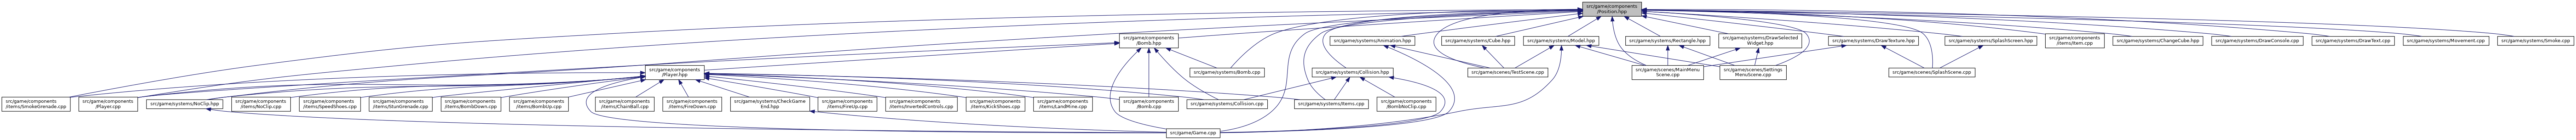 src/game/components
/Position.hpp
src/game/components
/Bomb.hpp
src/game/systems/Animation.hpp
src/game/systems/Cube.hpp
src/game/systems/Model.hpp
src/game/systems/Rectangle.hpp
src/game/systems/DrawSelected
Widget.hpp
src/game/systems/DrawTexture.hpp
src/game/systems/SplashScreen.hpp
src/game/components
/items/Item.cpp
src/game/systems/ChangeCube.hpp
src/game/systems/DrawConsole.cpp
src/game/systems/DrawText.cpp
src/game/systems/Movement.cpp
src/game/systems/Smoke.cpp
src/game/components
/Player.hpp
src/game/systems/Bomb.cpp
src/game/systems/Collision.hpp
src/game/scenes/TestScene.cpp
src/game/scenes/MainMenu
Scene.cpp
src/game/scenes/Settings
MenuScene.cpp
src/game/scenes/SplashScene.cpp
src/game/components
/items/SmokeGrenade.cpp
src/game/components
/Player.cpp
src/game/systems/NoClip.hpp
src/game/components
/items/NoClip.cpp
src/game/components
/items/SpeedShoes.cpp
src/game/components
/items/StunGrenade.cpp
src/game/components
/items/BombDown.cpp
src/game/components
/items/BombUp.cpp
src/game/components
/items/ChainBall.cpp
src/game/components
/items/FireDown.cpp
src/game/systems/CheckGame
End.hpp
src/game/components
/items/FireUp.cpp
src/game/components
/items/InvertedControls.cpp
src/game/components
/items/KickShoes.cpp
src/game/components
/items/LandMine.cpp
src/game/components
/Bomb.cpp
src/game/systems/Collision.cpp
src/game/systems/Items.cpp
src/game/components
/BombNoClip.cpp
src/game/Game.cpp